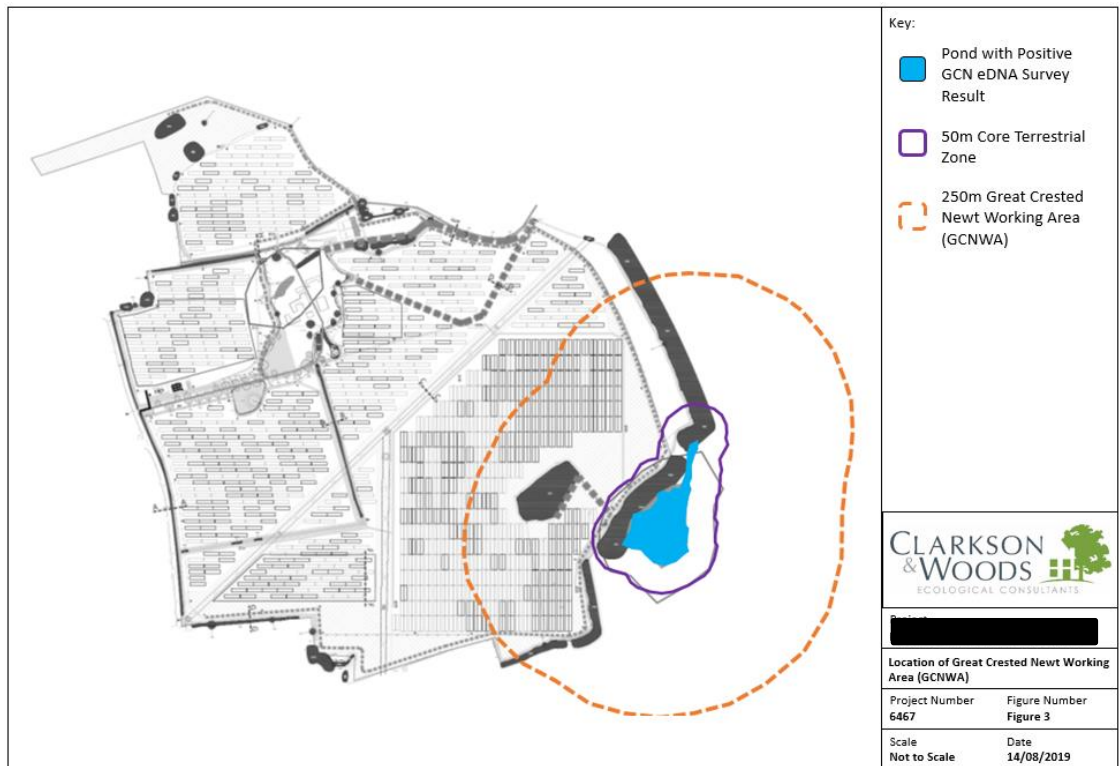 Key:
Pond with Positive
GCN eDNA Survey
Result
50m Core Terrestrial
Zone
250m Great Crested
Newt Working Area
(GCNWA)
CLARKSON
& WOODS
ECOLOGICAL CONSULTANTS
Location of Great Crested Newt Working
Area (GCNWA)
Project Number
6467
Figure Number
Figure 3
Scale
Not to Scale
Date
14/08/2019